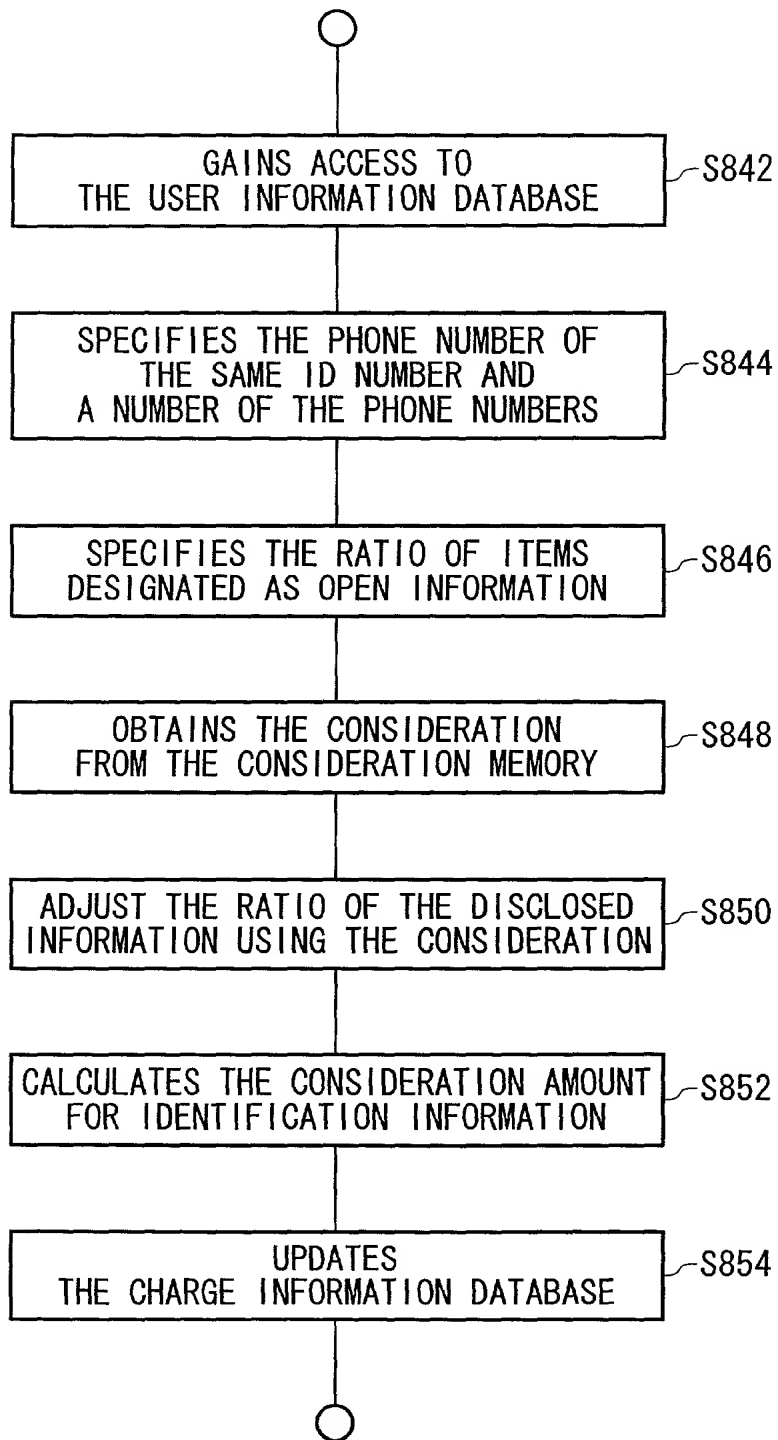 GAINS ACCESS TO
THE USER INFORMATION DATABASE
S842
SPECIFIES THE PHONE NUMBER OF
THE SAME ID NUMBER AND
A NUMBER OF THE PHONE NUMBERS
S844
SPECIFIES THE RATIO OF ITEMS
DESIGNATED AS OPEN INFORMATION
S846
OBTAINS THE CONSIDERATION
FROM THE CONSIDERATION MEMORY
S848
ADJUST THE RATIO OF THE DISCLOSED
INFORMATION USING THE CONSIDERATION
S850
CALCULATES THE CONSIDERATION AMOUNT
FOR IDENTIFICATION INFORMATION
S852
UPDATES
THE CHARGE INFORMATION DATABASE
S854